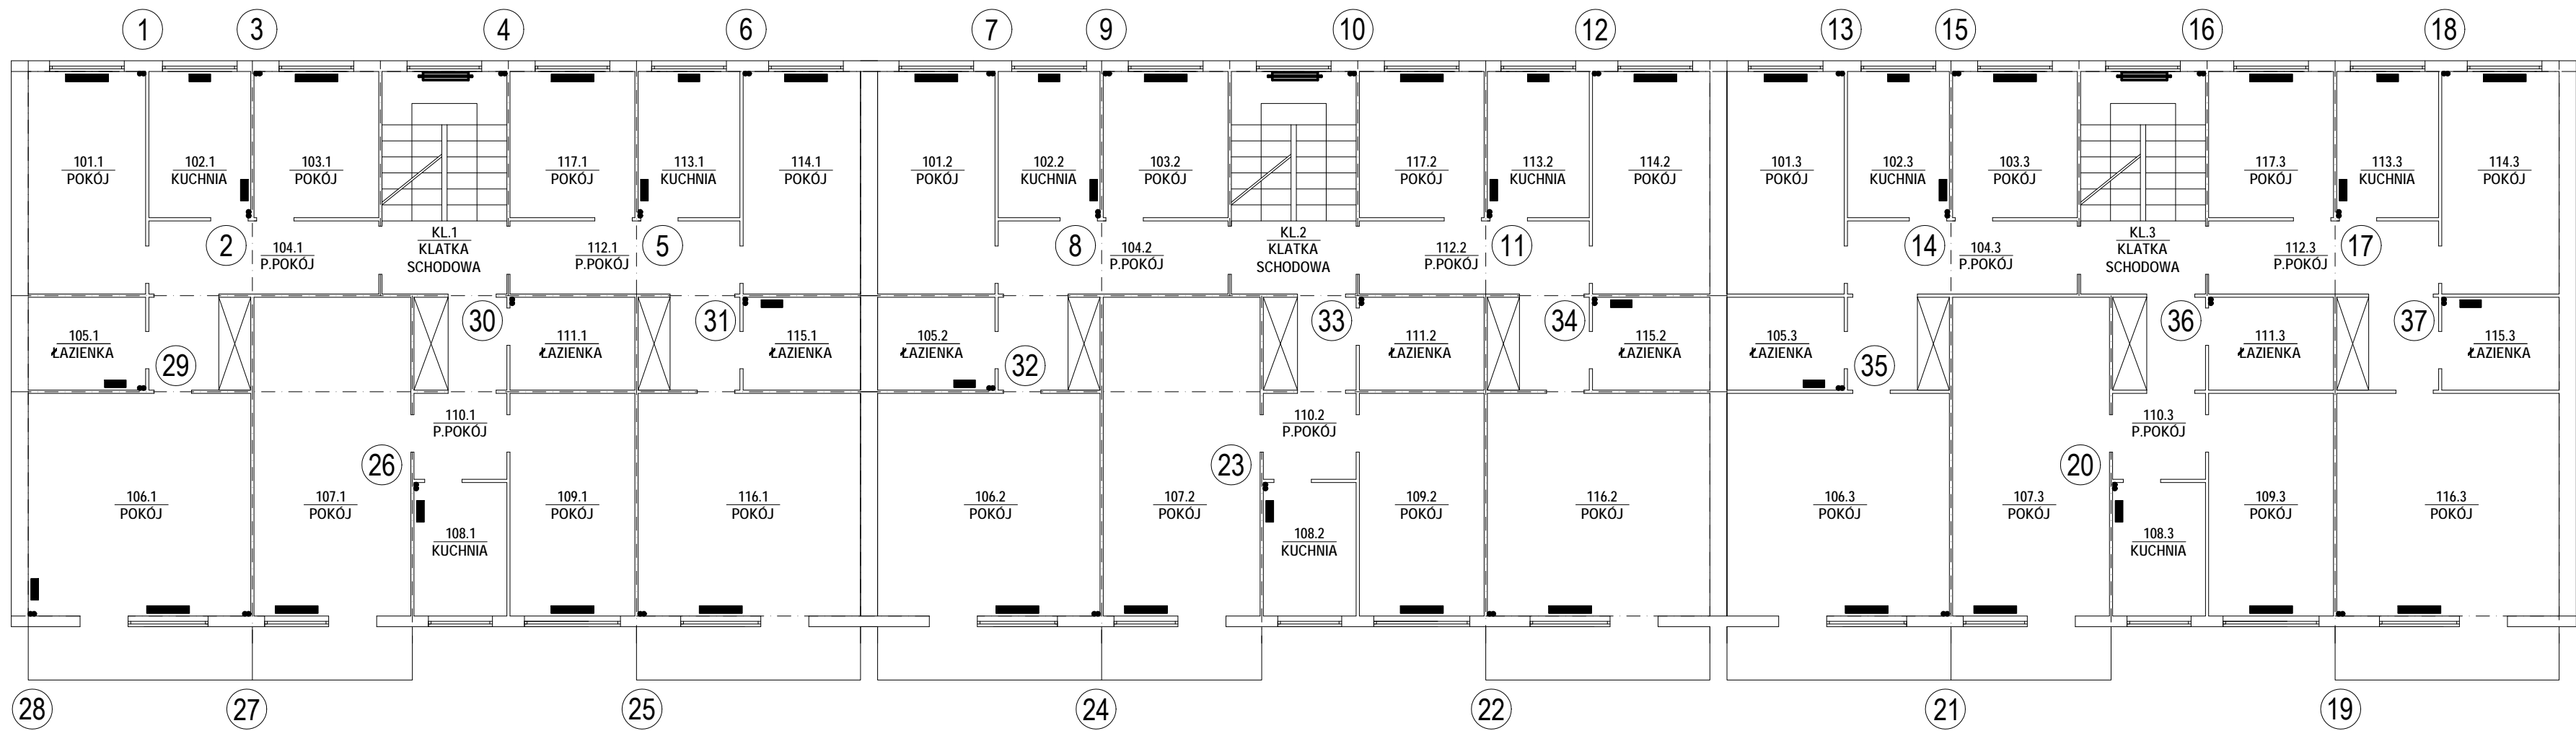 1 3 4 6 7 9 10 12 13 15 16 18
101.1 102.1 103.1 117.1 113.1 114.1 101.2 102.2 103.2 117.2 113.2 114.2 101.3 102.3 103.3 117.3 113.3 114.3
POKÓJ KUCHNIA POKÓJ POKÓJ KUCHNIA POKÓJ POKÓJ KUCHNIA POKÓJ POKÓJ KUCHNIA POKÓJ POKÓJ KUCHNIA POKÓJ POKÓJ KUCHNIA POKÓJ
KL.1 KL.2 KL.3
2 104.1 KLATKA 112.1 5 8 104.2 KLATKA 112.2 11 14 104.3 KLATKA 112.3 17
P.POKÓJ SCHODOWA P.POKÓJ P.POKÓJ SCHODOWA P.POKÓJ P.POKÓJ SCHODOWA P.POKÓJ
30 31 33 34 36 37
105.1 111.1 115.1 105.2 111.2 115.2 105.3 111.3 115.3
ŁAZIENKA ŁAZIENKA ŁAZIENKA ŁAZIENKA ŁAZIENKA ŁAZIENKA ŁAZIENKA ŁAZIENKA ŁAZIENKA
29 32 35
110.1 110.2 110.3
P.POKÓJ P.POKÓJ P.POKÓJ
26 23 20
106.1 107.1 109.1 116.1 106.2 107.2 109.2 116.2 106.3 107.3 109.3 116.3
POKÓJ POKÓJ POKÓJ POKÓJ POKÓJ POKÓJ POKÓJ POKÓJ POKÓJ POKÓJ POKÓJ POKÓJ
108.1 108.2 108.3
KUCHNIA KUCHNIA KUCHNIA
28 27 25 24 22 21 19